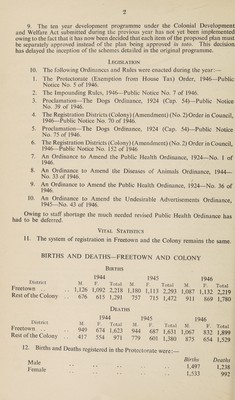 2
9. The ten year development programme under the Colonial Development
and Welfare Act submitted during the previous year has not yet been implemented
owing to the fact that it has now been decided that each item of the proposed plan must
be separately approved instead of the plan being approved in toto. This decision
has delayed the inception of the schemes detailed in the original programme.
LEGISLATION
10. The following Ordinances and Rules were enacted during the year:—
1. The Protectorate (Exemption from House Tax) Order, 1946—Public
Notice No. 5 of 1946.
2. The Impounding Rules, 1946—Public Notice No. 7 of 1946.
3. Proclamation—The Dogs Ordinance, 1924 (Cap. 54)—Public Notice
No. 39 of 1946.
4. The Registration Districts (Colony) (Amendment) (No. 2) Order in Council,
1946—Public Notice No. 70 of 1946.
5. Proclamation—The Dogs Ordinance, 1924 (Cap. 54)—Public Notice
No. 75 of 1946.
6. The Registration Districts (Colony) (Amendment) (No. 2) Order in Council,
1946—Public Notice No. 152 of 1946
7. An Ordinance to Amend the Public Health Ordinance, 1924—No. 1 of
1946.
8. An Ordinance to Amend the Diseases of Animals Ordinance, 1944—
No. 33 of 1946.
9. An Ordinance to Amend the Public Health Ordinance, 1924—No. 36 of
1946.
10. An Ordinance to Amend the Undesirable Advertisements Ordinance,
1945—No. 43 of 1946.
Owing to staff shortage the much needed revised Public Health Ordinance has
had to be deferred.
VITAL STATISTICS
11. The system of registration in Freetown and the Colony remains the same.
BIRTHS AND DEATHS—FREETOWN AND COLONY
BIRTHS
1944 1945 1946
District M. F. Total M. F. Total M. F. Total
Freetown .. 1,126 1,092 2,218 1,180 1,113 2,293 1,087 1,132 2,219
Rest of the Colony .. 676 615 1,291 757 715 1,472 911 869 1,780
DEATHS
1944 1945 1946
District M. F. Total M. F. Total M. F. Total
Freetown .. 949 674 1,623 944 687 1,631 1,067 832 1,899
Rest of the Colony .. 417 554 971 779 601 1,380 875 654 1,529
12. Births and Deaths registered in the Protectorate were:—
Births Deaths
Male .. .. .. .. .. 1,497 1,238
Female .. .. .. .. .. 1,533 992